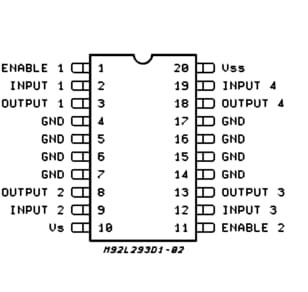 ENABLE 1 1 20 Vss
INPUT 1 2 19 INPUT 4
OUTPUT 1 3 18 OUTPUT 4
GND 4 17 GND
GND 5 16 GND
GND 6 15 GND
GND 7 14 GND
OUTPUT 2 8 13 OUTPUT 3
INPUT 2 9 12 INPUT 3
Vs 10 11 ENABLE 2
M92L293D1-02